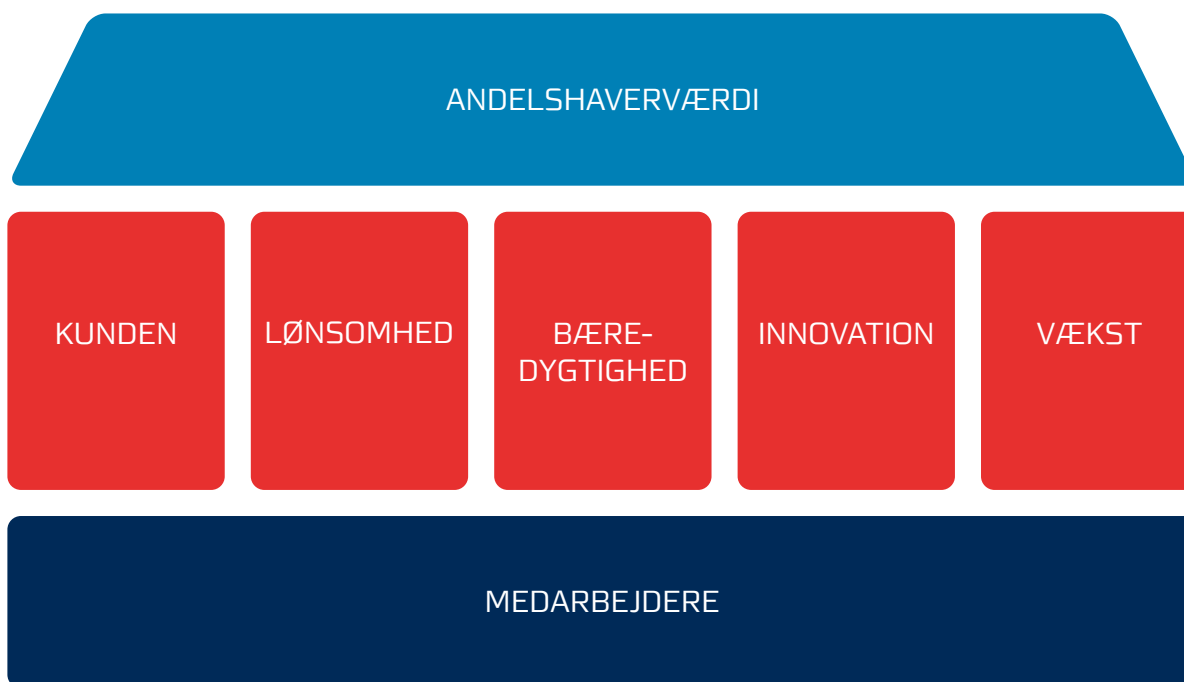 ANDELSHAVERVÆRDI
KUNDEN
LØNSOMHED
BÆRE-
DYGTIGHED
INNOVATION
VÆKST
MEDARBEJDERE